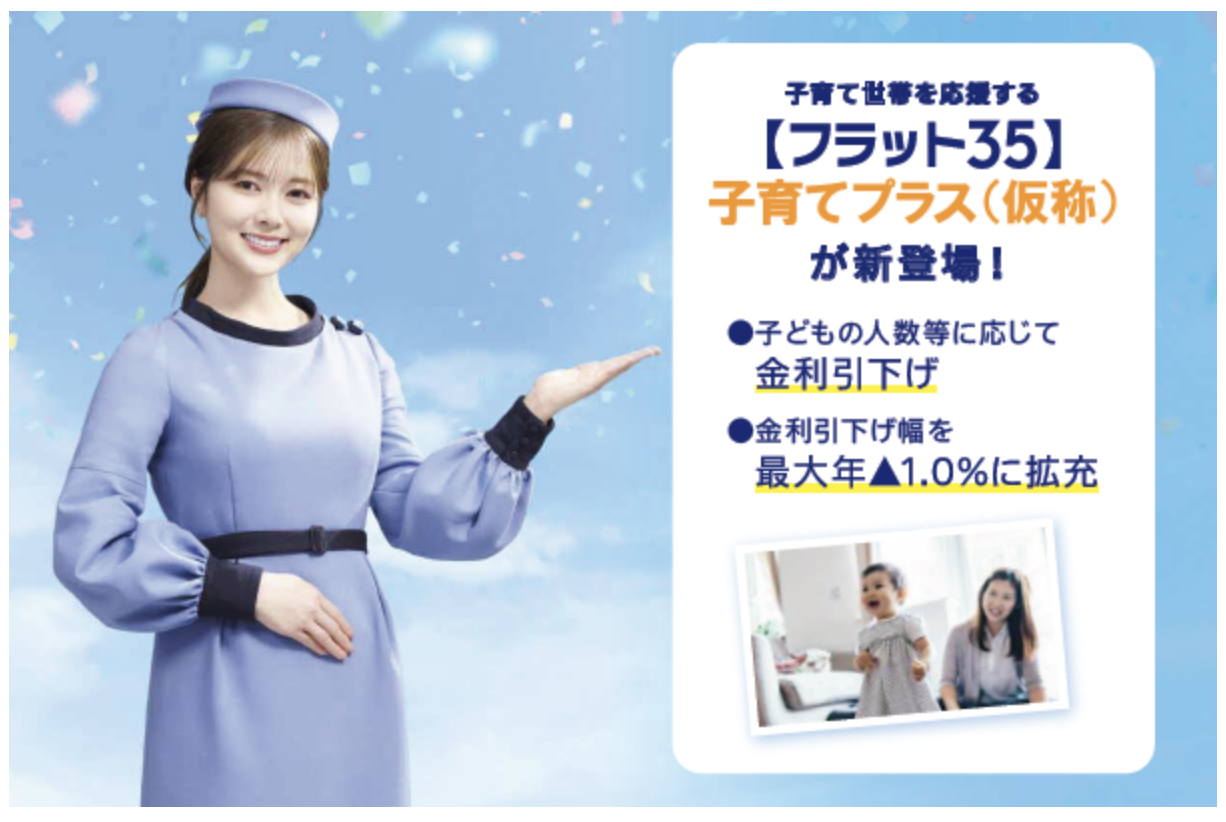 子育て世帯を応援する
【フラット35】
子育てプラス(仮称)
が新登場!
●子どもの人数等に応じて
金利引下げ
●金利引下げ幅を
最大年▲1.0%に拡充